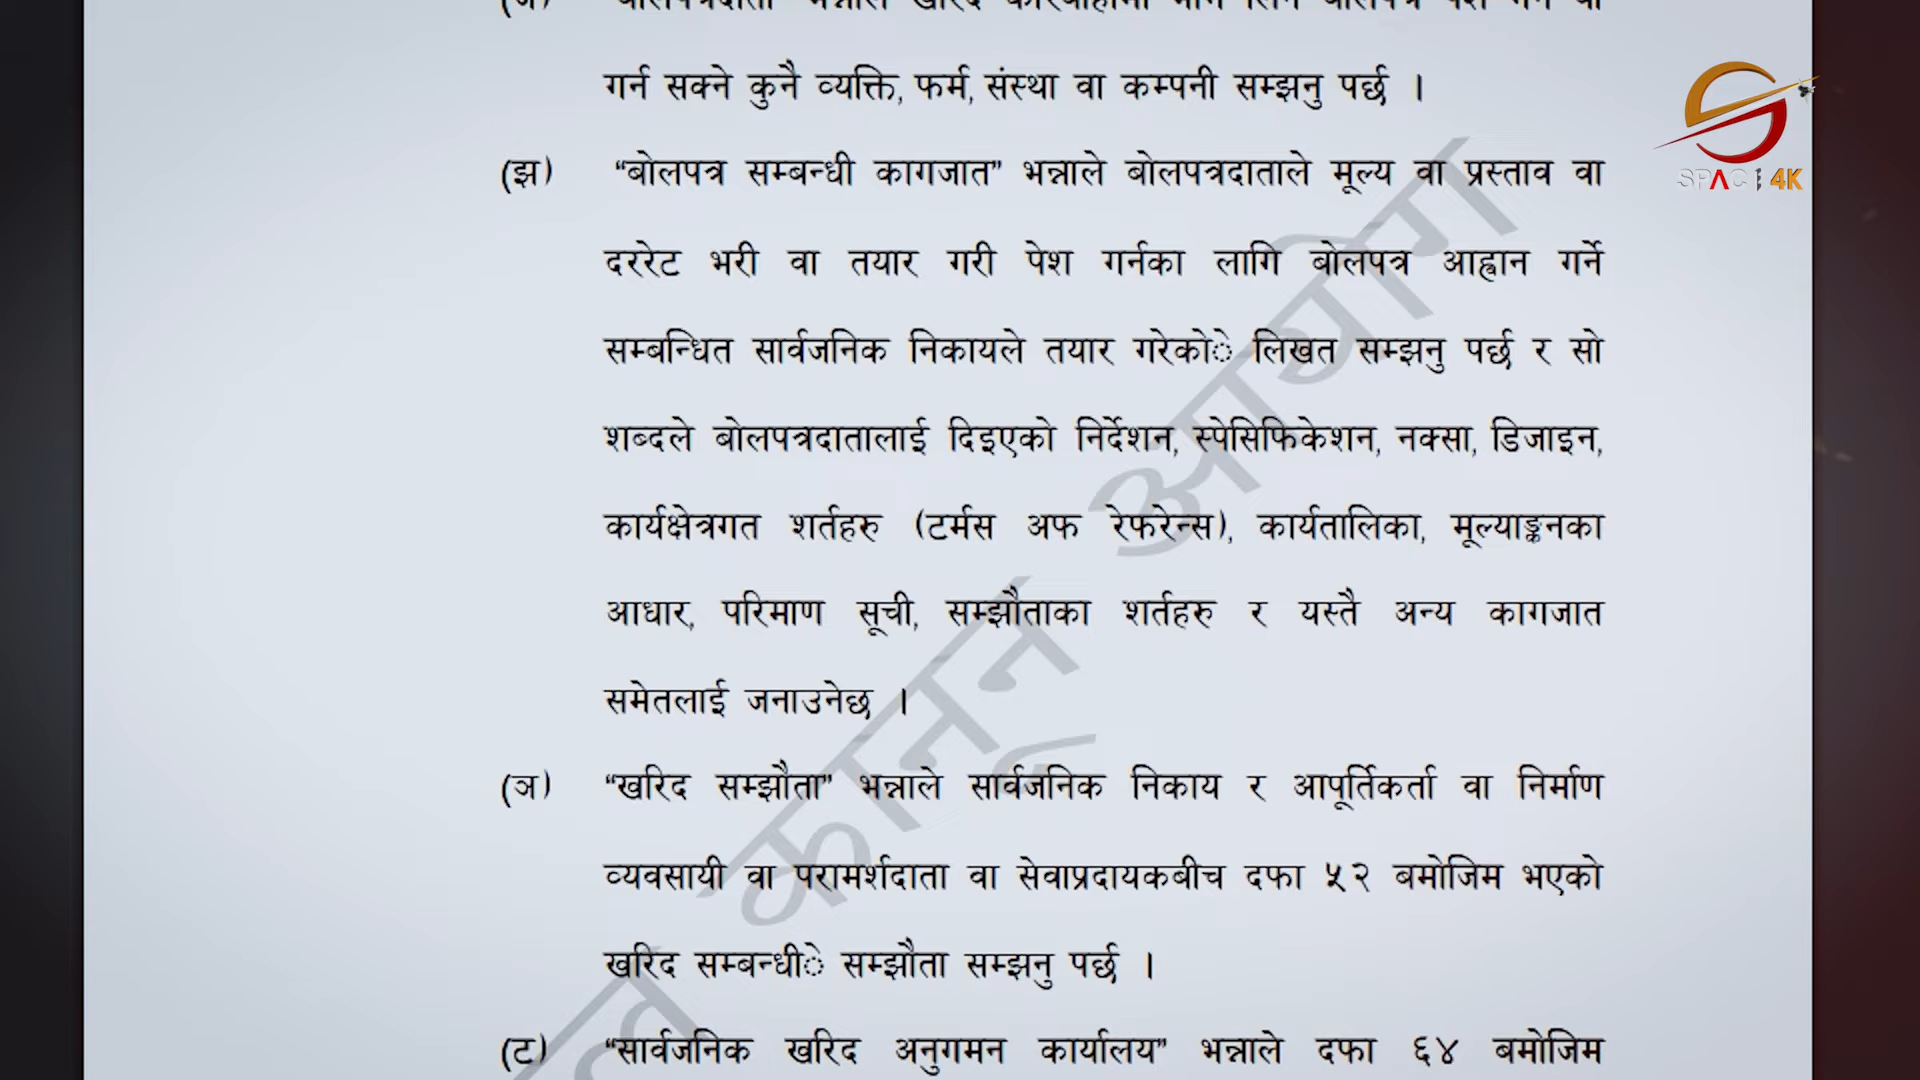 गर्न सक्ने कुनै व्यक्ति, फर्म, संस्था वा कम्पनी सम्झनु पर्छ ।
SPACE 4K
(झ) “बोलपत्र सम्बन्धी कागजात” भन्नाले बोलपत्रदाताले मूल्य वा प्रस्ताव वा
दररेट भरी वा तयार गरी पेश गर्नका लागि बोलपत्र आह्वान गर्ने
सम्बन्धित सार्वजनिक निकायले तयार गरेकोे लिखत सम्झनु पर्छ र सो
शब्दले बोलपत्रदातालाई दिइएको निर्देशन, स्पेसिफिकेशन, नक्सा, डिजाइन,
कार्यक्षेत्रगत शर्तहरु (टर्मस अफ रेफरेन्स), कार्यतालिका, मूल्याङ्कनका
आधार, परिमाण सूची, सम्झौताका शर्तहरु र यस्तै अन्य कागजात
समेतलाई जनाउनेछ ।
(ञ) “खरिद सम्झौता” भन्नाले सार्वजनिक निकाय र आपूर्तिकर्ता वा निर्माण
व्यवसायी वा परामर्शदाता वा सेवाप्रदायकबीच दफा ५२ बमोजिम भएको
खरिद सम्बन्धीे सम्झौता सम्झनु पर्छ ।
(ट) “सार्वजनिक खरिद अनुगमन कार्यालय” भन्नाले दफा ६४ बमोजिम
कानून आयोग